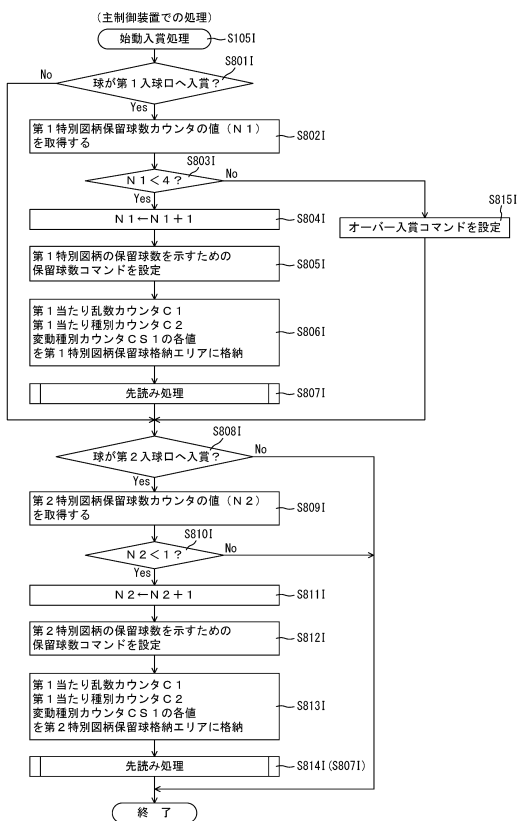 (主制御装置での処理)
始動入賞処理
S105I
S801I
No
球が第1入球口へ入賞？
Yes
第1特別図柄保留球数カウンタの値（N1）
を取得する
S802I
S803I
N1＜4？
No
Yes
S815I
N1←N1＋1
S804I
オーバー入賞コマンドを設定
第1特別図柄の保留球数を示すための
保留球数コマンドを設定
S805I
第1当たり乱数カウンタC1
第1当たり種別カウンタC2
変動種別カウンタCS1の各値
を第1特別図柄保留球格納エリアに格納
S806I
先読み処理
S807I
S808I
球が第2入球口へ入賞？
No
Yes
第2特別図柄保留球数カウンタの値（N2）
を取得する
S809I
S810I
N2＜1？
No
Yes
N2←N2＋1
S811I
第2特別図柄の保留球数を示すための
保留球数コマンドを設定
S812I
第1当たり乱数カウンタC1
第1当たり種別カウンタC2
変動種別カウンタCS1の各値
を第2特別図柄保留球格納エリアに格納
S813I
先読み処理
S814I(S807I)
終 了